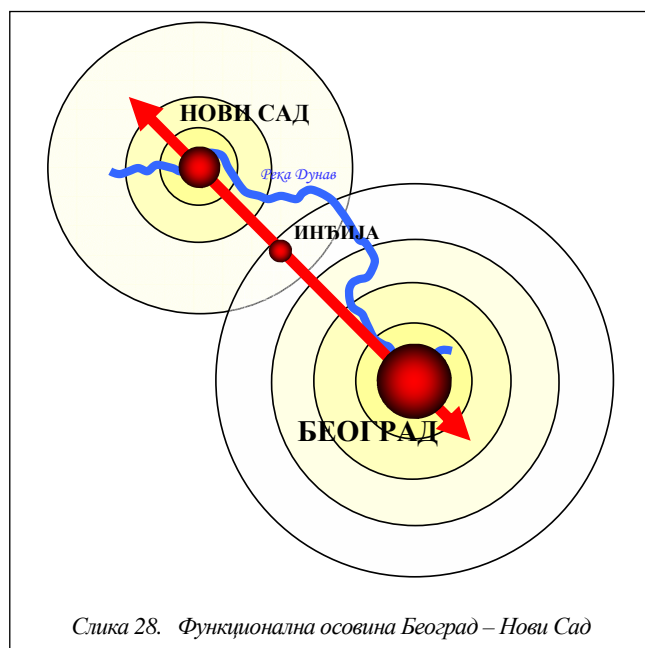 НОВИ САД
Река Дунав
ИНЂИЈА
БЕОГРАД
Слика 28. Функционална осовина Београд – Нови Сад